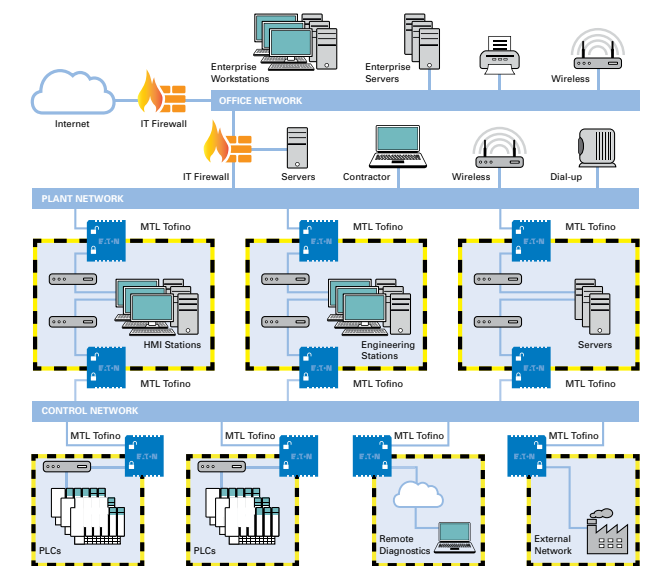 Enterprise
Workstations
Enterprise
Servers
Wireless
OFFICE NETWORK
Internet
IT Firewall
IT Firewall
Servers
Contractor
Wireless
Dial-up
PLANT NETWORK
MTL Tofino
MTL Tofino
MTL Tofino
E·T·N
E·T·N
E·T·N
HMI Stations
Engineering
Stations
Servers
E·T·N
E·T·N
E·T·N
MTL Tofino
MTL Tofino
MTL Tofino
CONTROL NETWORK
MTL Tofino
MTL Tofino
MTL Tofino
MTL Tofino
E·T·N
E·T·N
E·T·N
E·T·N
PLCs
PLCs
Remote
Diagnostics
External
Network